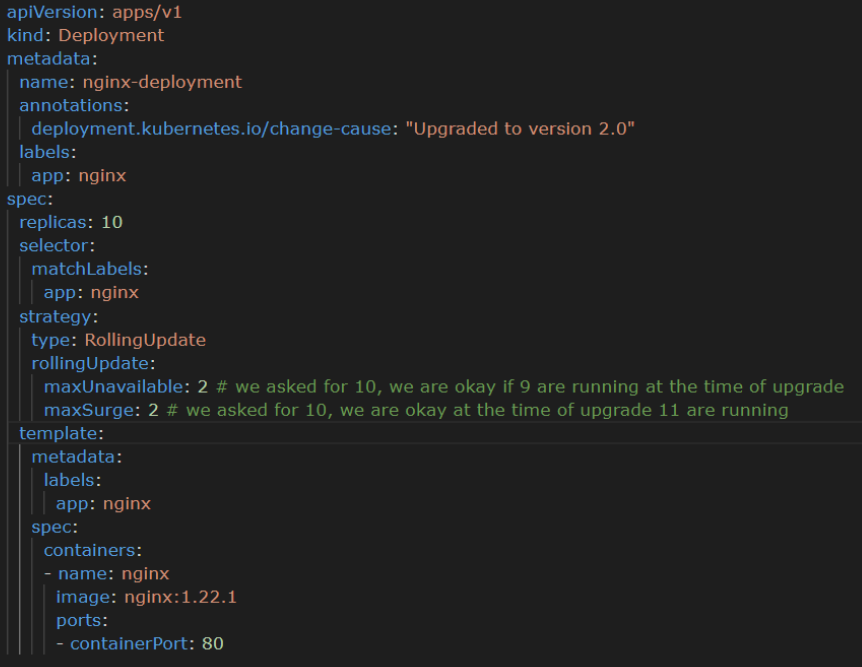 apiVersion: apps/v1
kind: Deployment
metadata:
  name: nginx-deployment
  annotations:
    deployment.kubernetes.io/change-cause: "Upgraded to version 2.0"
  labels:
    app: nginx
spec:
  replicas: 10
  selector:
    matchLabels:
      app: nginx
  strategy:
    type: RollingUpdate
    rollingUpdate:
      maxUnavailable: 2 # we asked for 10, we are okay if 9 are running at the time of upgrade
      maxSurge: 2 # we asked for 10, we are okay at the time of upgrade 11 are running
  template:
    metadata:
      labels:
        app: nginx
    spec:
      containers:
      - name: nginx
        image: nginx:1.22.1
        ports:
        - containerPort: 80